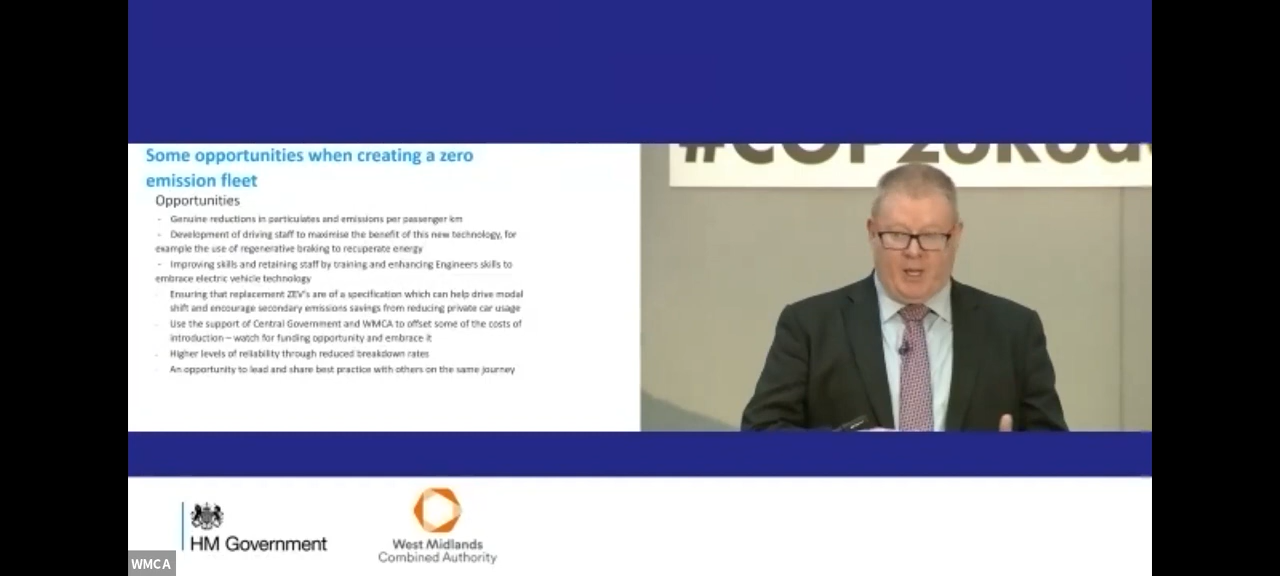 Some opportunities when creating a zero
emission fleet
Opportunities
- Genuine reductions in particulates and emissions per passenger km
- Development of driving staff to maximise the benefit of this new technology, for
example the use of regenerative braking to recuperate energy
- Improving skills and retaining staff by training and enhancing Engineers skills to
embrace electric vehicle technology
- Ensuring that replacement ZEV's are of a specification which can help drive modal
shift and encourage secondary emissions savings from reducing private car usage
- Use the support of Central Government and WMCA to offset some of the costs of
introduction – watch for funding opportunity and embrace it
- Higher levels of reliability through reduced breakdown rates
- An opportunity to lead and share best practice with others on the same journey
HM Government
West Midlands
Combined Authority
WMCA